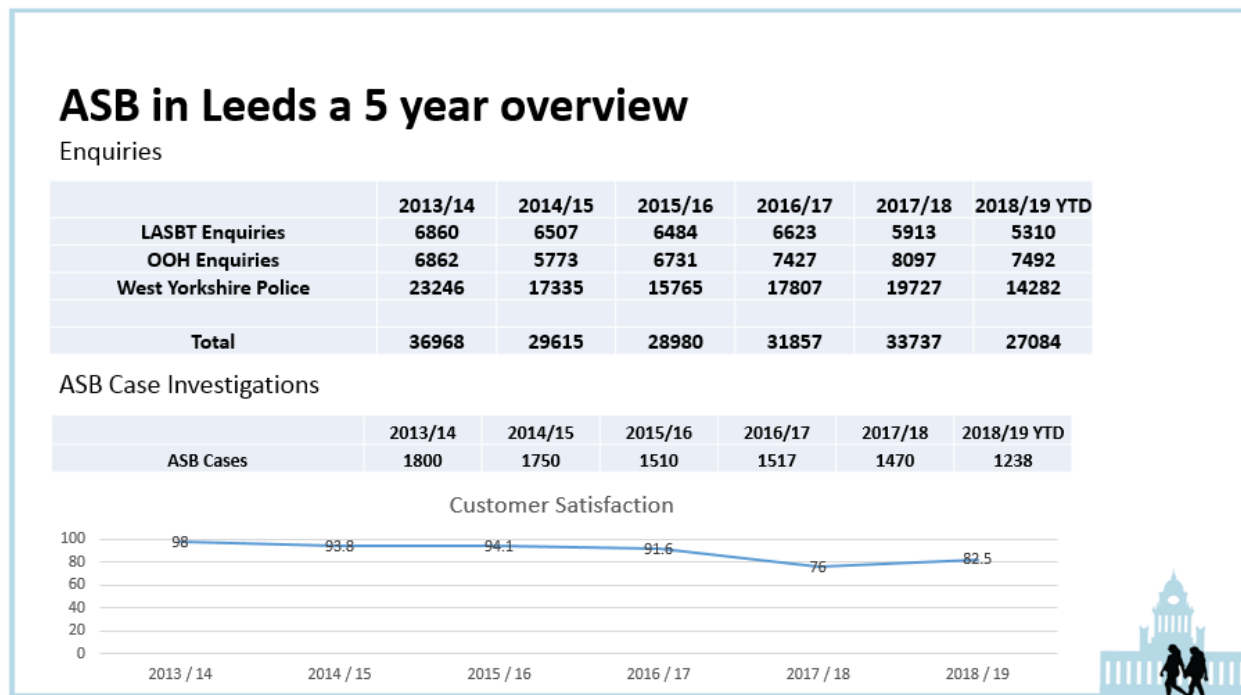 ASB in Leeds a 5 year overview
Enquiries
2013/14 2014/15 2015/16 2016/17 2017/18 2018/19 YTD
LASBT Enquiries 6860 6507 6484 6623 5913 5310
OOH Enquiries 6862 5773 6731 7427 8097 7492
West Yorkshire Police 23246 17335 15765 17807 19727 14282
Total 36968 29615 28980 31857 33737 27084
ASB Case Investigations
2013/14 2014/15 2015/16 2016/17 2017/18 2018/19 YTD
ASB Cases 1800 1750 1510 1517 1470 1238
Customer Satisfaction
100
98 93.8 94.1 91.6 76 82.5
80
60
40
20
0
2013 / 14 2014 / 15 2015 / 16 2016 / 17 2017 / 18 2018 / 19